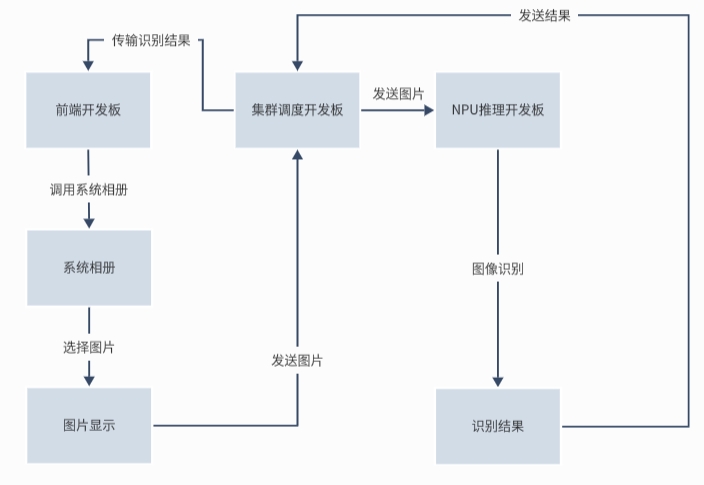 发送结果
传输识别结果
发送图片
前端开发板
集群调度开发板
NPU推理开发板
调用系统相册
系统相册
图像识别
选择图片
发送图片
图片显示
识别结果